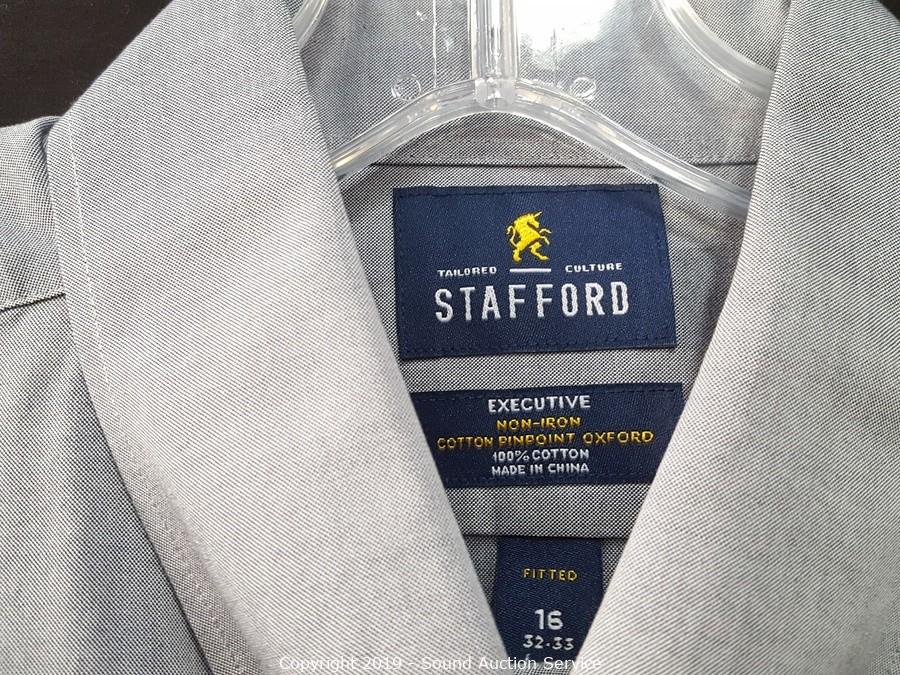 TAILORED CULTURE
STAFFORD
EXECUTIVE
NON-IRON
COTTON PINPOINT OXFORD
100% COTTON
MADE IN CHINA
FITTED
16
32-33
Copyright 2019 - Sound Auction Service